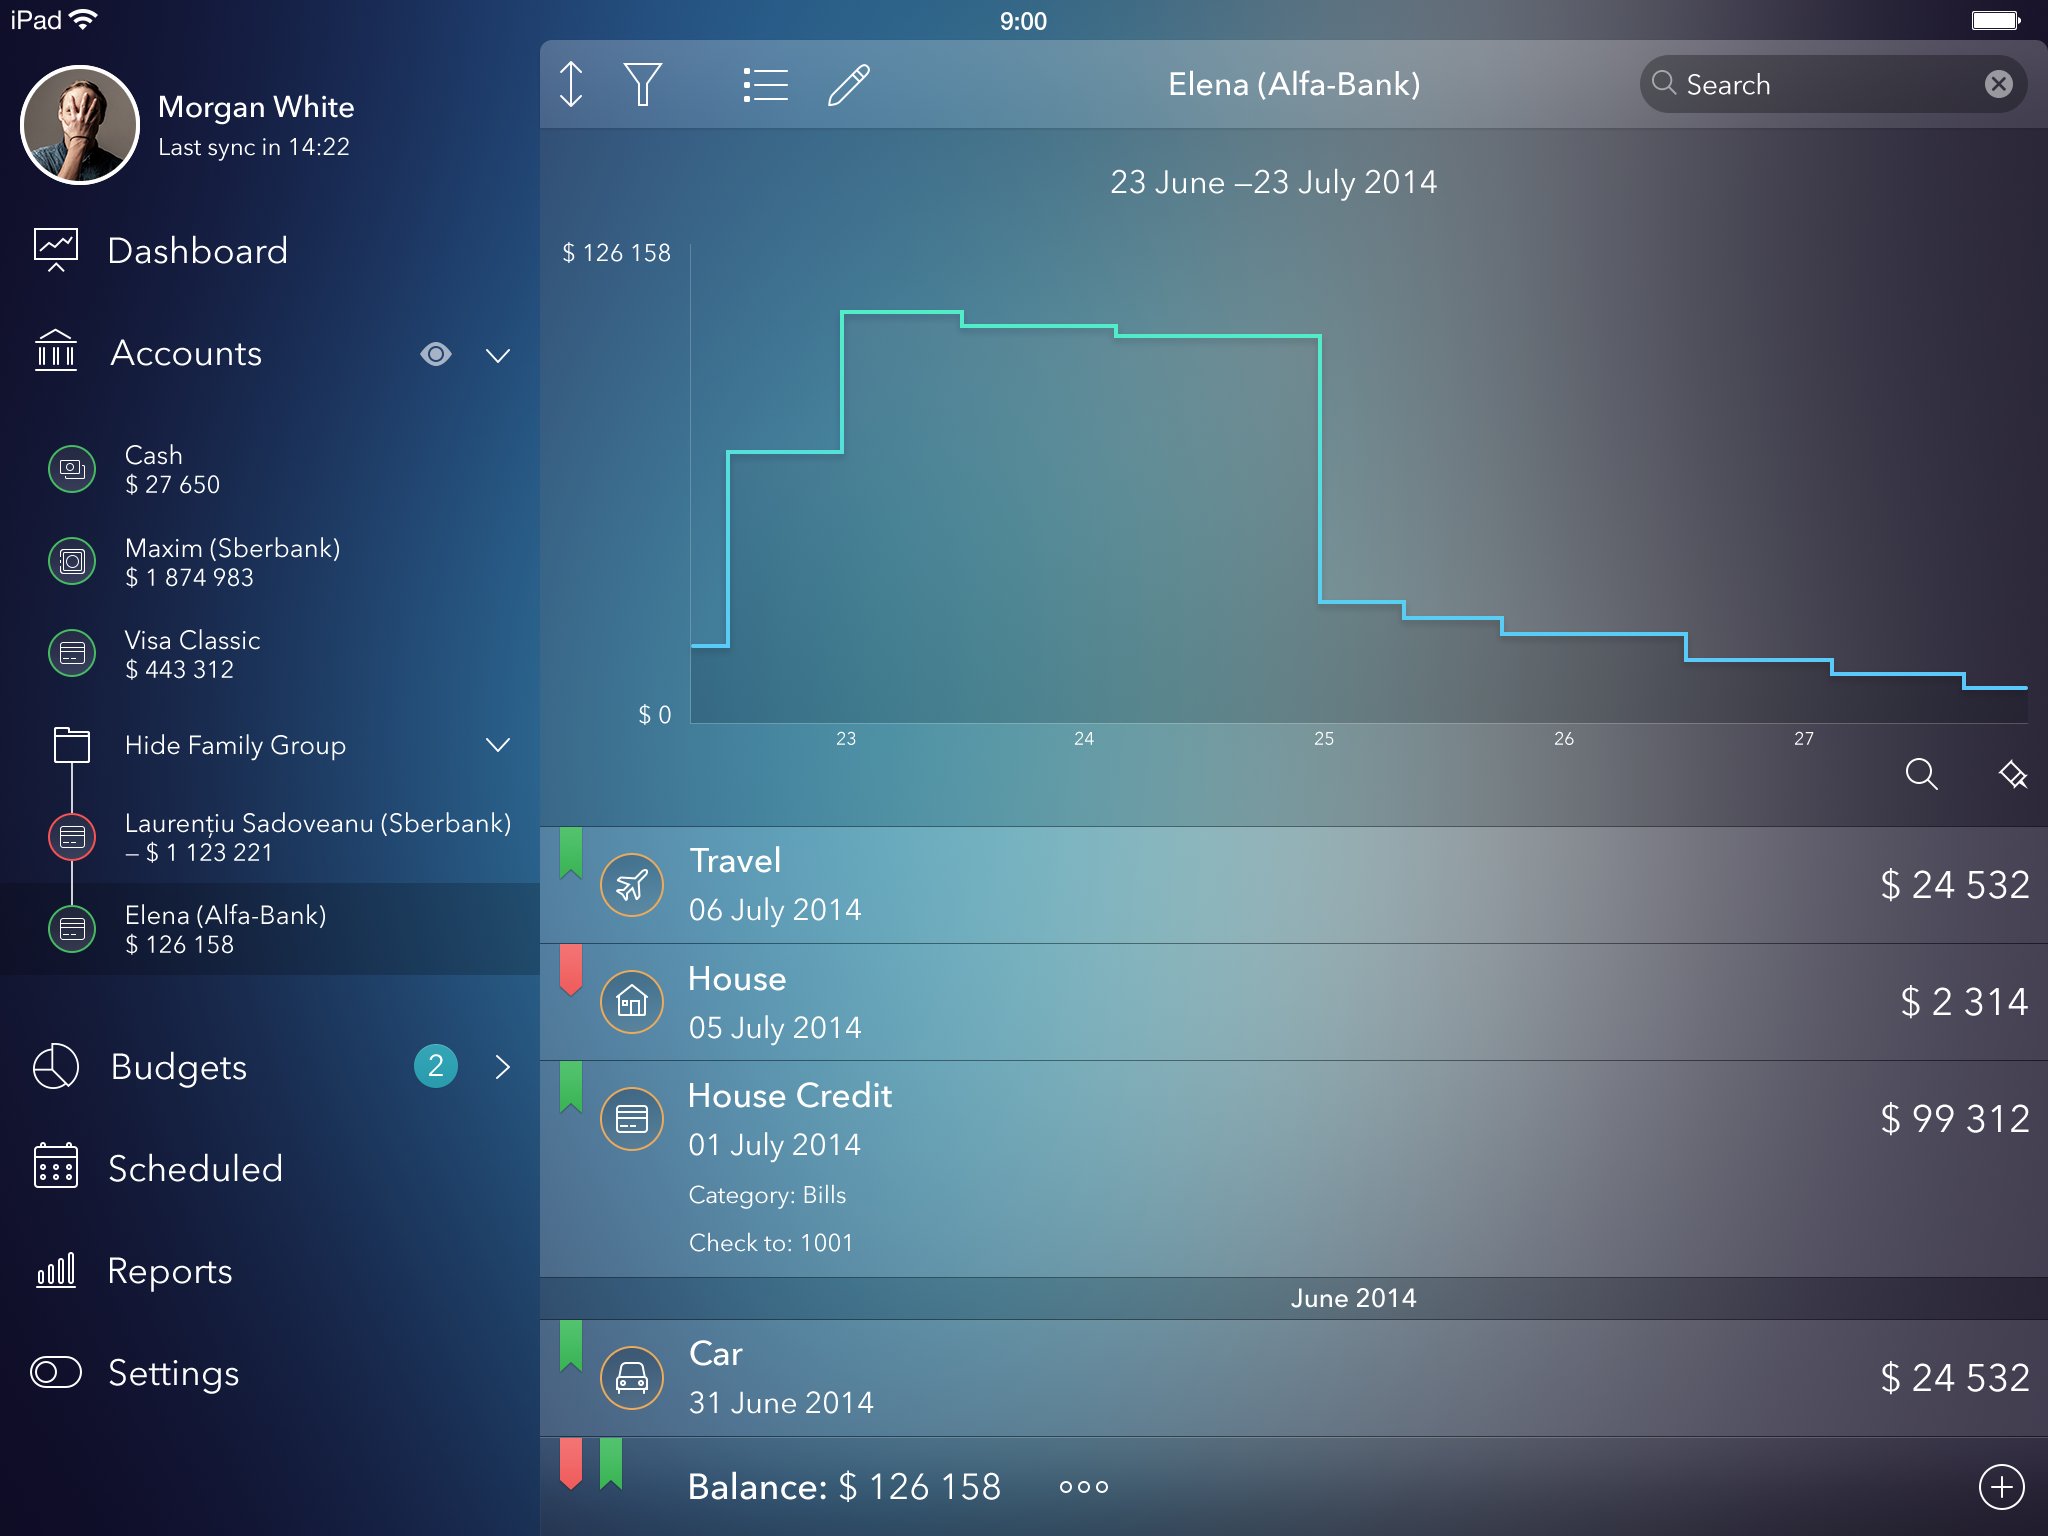 iPad
9:00
Morgan White
Last sync in 14:22
Dashboard
Accounts
Cash
$ 27 650
Maxim (Sberbank)
$ 1 874 983
Visa Classic
$ 443 312
Hide Family Group
Laurențiu Sadoveanu (Sberbank)
– $ 1 123 221
Elena (Alfa-Bank)
$ 126 158
Budgets 2
Scheduled
Reports
Settings
Elena (Alfa-Bank)
Search
23 June –23 July 2014
$ 126 158
$ 0
23 24 25 26 27
Travel
06 July 2014
$ 24 532
House
05 July 2014
$ 2 314
House Credit
01 July 2014
$ 99 312
Category: Bills
Check to: 1001
June 2014
Car
31 June 2014
$ 24 532
Balance: $ 126 158